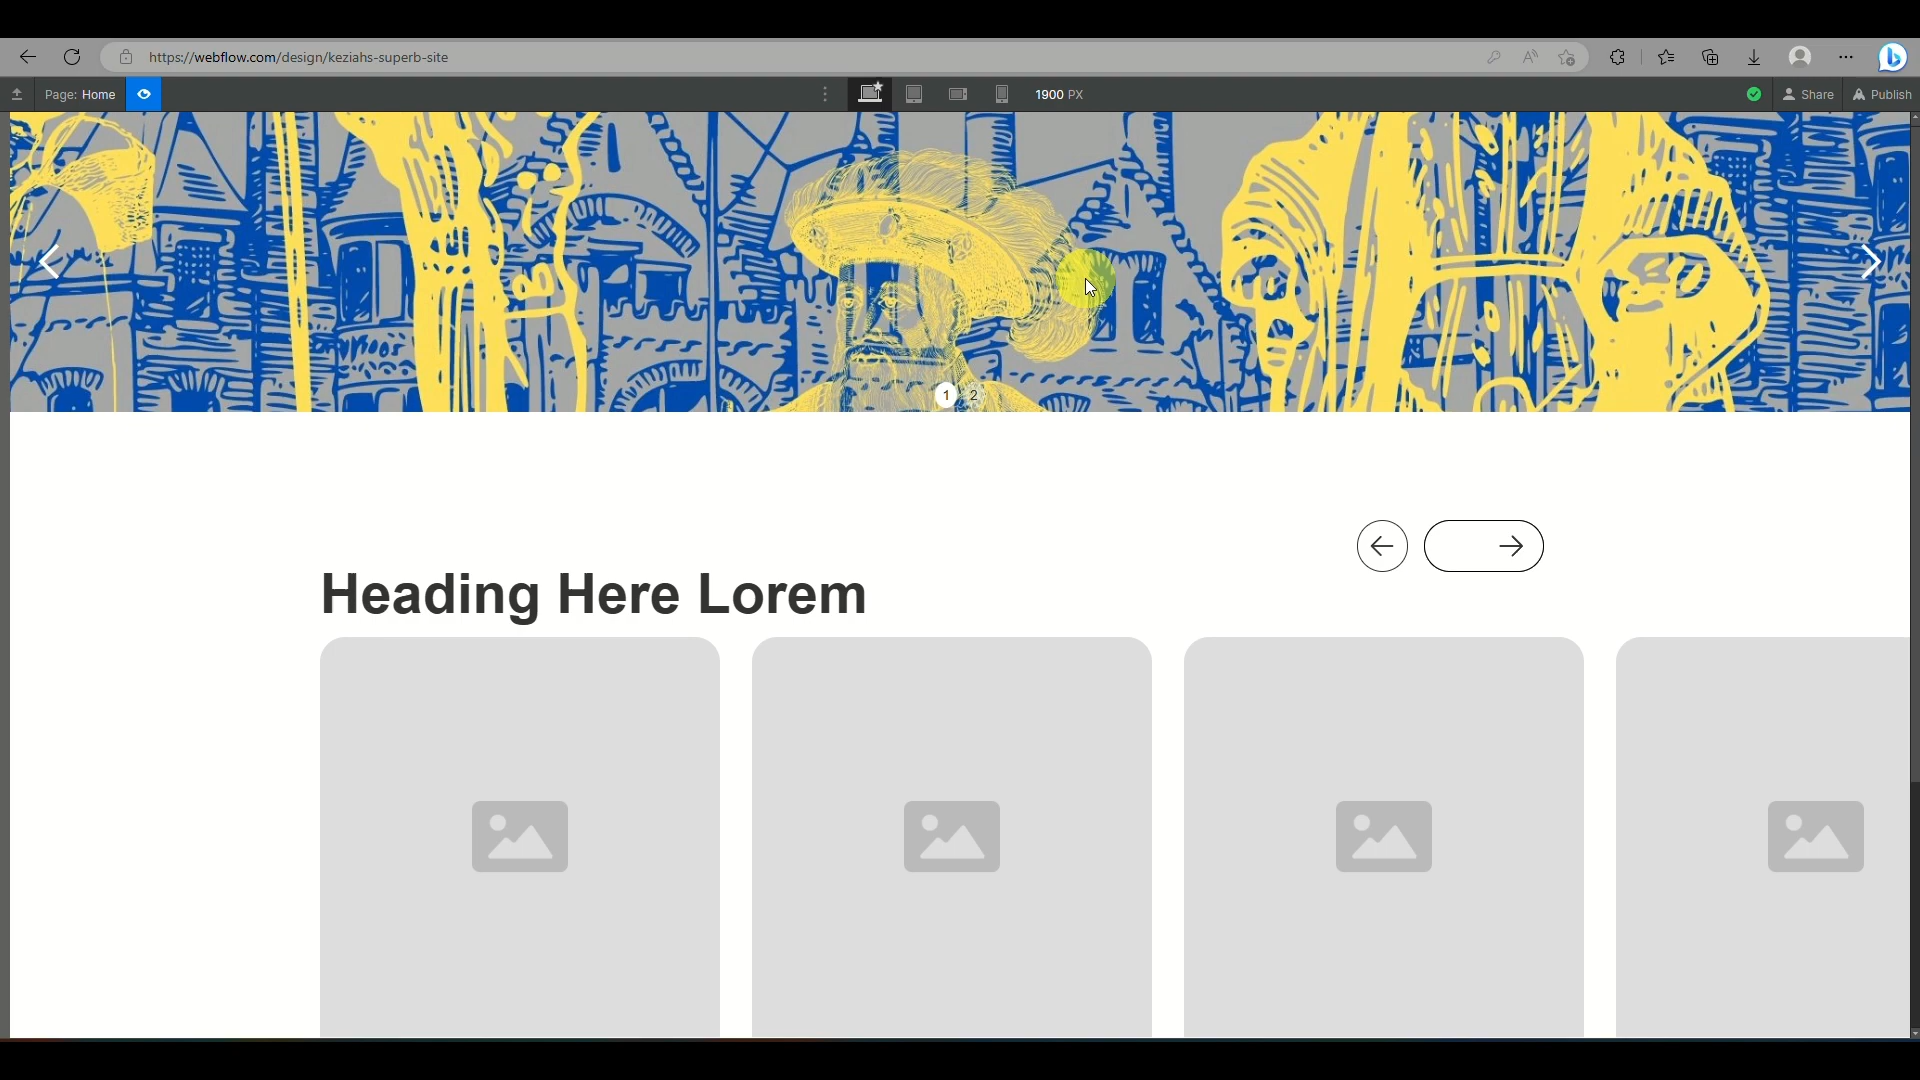 https://webflow.com/design/keziahs-superb-site
Page: Home
1900 PX
Share
Publish
1 2
Heading Here Lorem